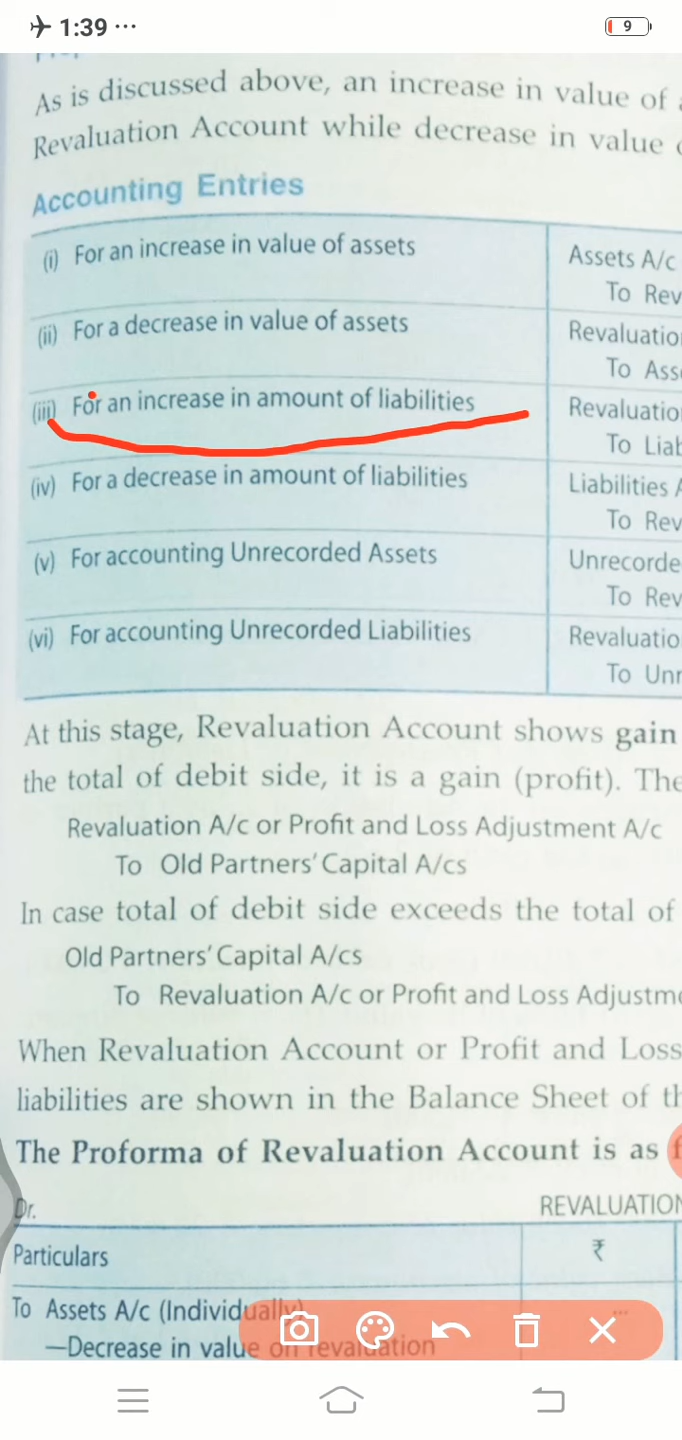 1:39 ...
9
As is discussed above, an increase in value of
Revaluation Account while decrease in value
Accounting Entries
(i) For an increase in value of assets
Assets A/c
To Rev
(ii) For a decrease in value of assets
Revaluatio
To Ass
(iii) For an increase in amount of liabilities
Revaluatio
To Liab
(iv) For a decrease in amount of liabilities
Liabilities A
To Rev
(v) For accounting Unrecorded Assets
Unrecorde
To Rev
(vi) For accounting Unrecorded Liabilities
Revaluatio
To Unr
At this stage, Revaluation Account shows gain
the total of debit side, it is a gain (profit). The
Revaluation A/c or Profit and Loss Adjustment A/c
To Old Partners' Capital A/cs
In case total of debit side exceeds the total of
Old Partners' Capital A/cs
To Revaluation A/c or Profit and Loss Adjustme
When Revaluation Account or Profit and Loss
liabilities are shown in the Balance Sheet of th
The Proforma of Revaluation Account is as f
Dr.
REVALUATION
Particulars
₹
To Assets A/c (Individually)
...
—Decrease in value on revaluation